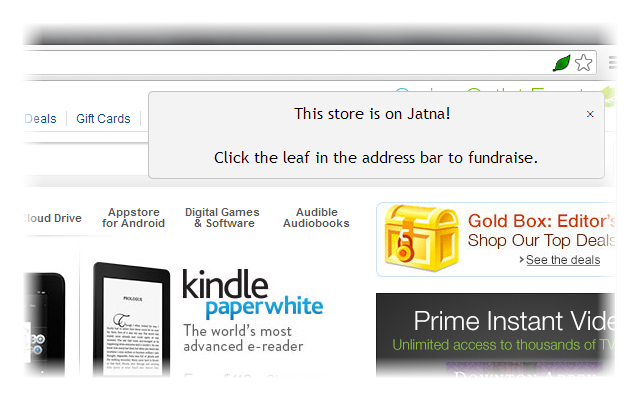 This store is on Jatna!
×
Click the leaf in the address bar to fundraise.
Deals
Gift Cards
Cloud Drive
Appstore
for Android
Digital Games
& Software
Audible
Audiobooks
Gold Box: Editor's
Shop Our Top Deals
See the deals
PROLOGUE
kindle
paperwhite
The world's most
advanced e-reader
Prime Instant Vide
Unlimited access to thousands of TV